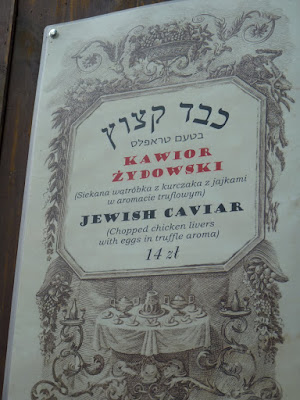 כבד קצוץ
בטעם טראפלס
KAWIOR
ŻYDOWSKI
(Siekana wątróbka z kurczaka z jajkami
w aromacie truflowym)
JEWISH CAVIAR
(Chopped chicken livers
with eggs in truffle aroma)
14 zł